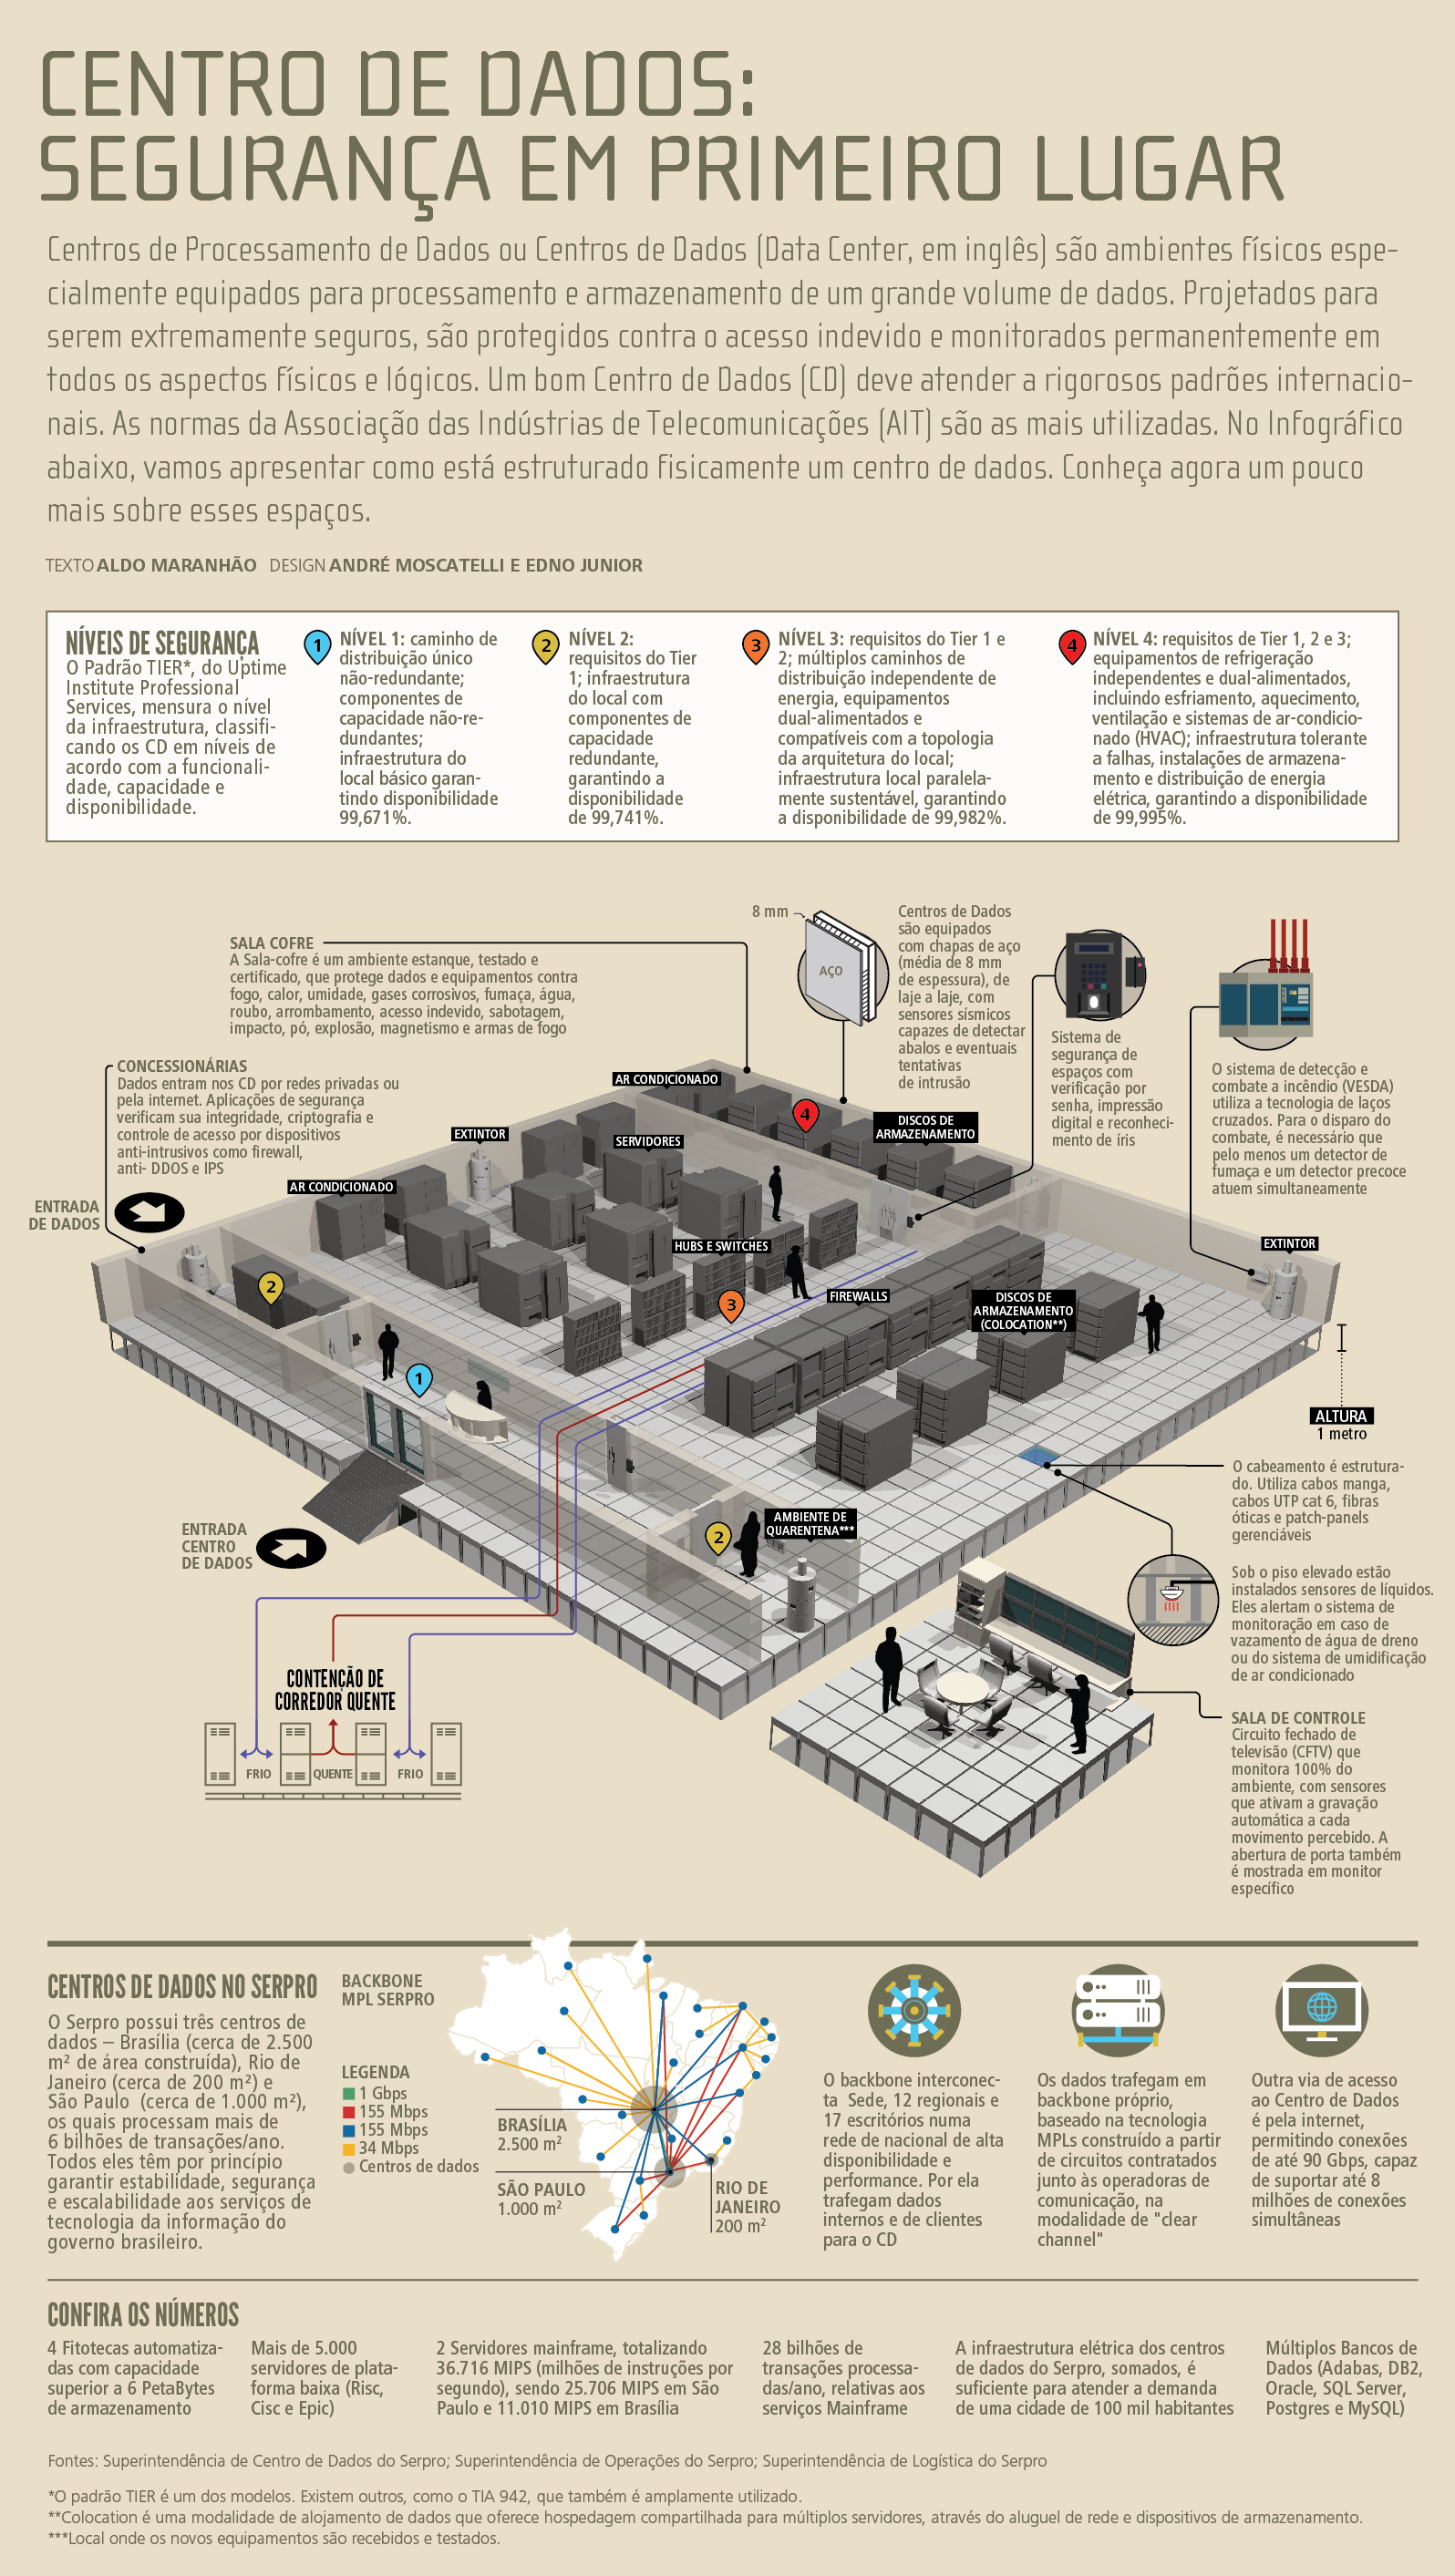 CENTRO DE DADOS:
SEGURANÇA EM PRIMEIRO LUGAR
Centros de Processamento de Dados ou Centros de Dados (Data Center, em inglês) são ambientes físicos espe-
cialmente equipados para processamento e armazenamento de um grande volume de dados. Projetados para
serem extremamente seguros, são protegidos contra o acesso indevido e monitorados permanentemente em
todos os aspectos físicos e lógicos. Um bom Centro de Dados (CD) deve atender a rigorosos padrões internacio-
nais. As normas da Associação das Indústrias de Telecomunicações (AIT) são as mais utilizadas. No Infográfico
abaixo, vamos apresentar como está estruturado fisicamente um centro de dados. Conheça agora um pouco
mais sobre esses espaços.
TEXTO ALDO MARANHÃO DESIGN ANDRÉ MOSCATELLI E EDNO JUNIOR
NÍVEIS DE SEGURANÇA
O Padrão TIER*, do Uptime
Institute Professional
Services, mensura o nível
da infraestrutura, classifi-
cando os CD em níveis de
acordo com a funcionali-
dade, capacidade e
disponibilidade.
1
NÍVEL 1: caminho de
distribuição único
não-redundante;
componentes de
capacidade não-re-
dundantes;
infraestrutura do
local básico garan-
tindo disponibilidade
99,671%.
2
NÍVEL 2:
requisitos do Tier
1; infraestrutura
do local com
componentes de
capacidade
redundante,
garantindo a
disponibilidade
de 99,741%.
3
NÍVEL 3: requisitos do Tier 1 e
2; múltiplos caminhos de
distribuição independente de
energia, equipamentos
dual-alimentados e
compatíveis com a topologia
da arquitetura do local;
infraestrutura local paralela-
mente sustentável, garantindo
a disponibilidade de 99,982%.
4
NÍVEL 4: requisitos de Tier 1, 2 e 3;
equipamentos de refrigeração
independentes e dual-alimentados,
incluindo esfriamento, aquecimento,
ventilação e sistemas de ar-condicio-
nado (HVAC); infraestrutura tolerante
a falhas, instalações de armazena-
mento e distribuição de energia
elétrica, garantindo a disponibilidade
de 99,995%.
SALA COFRE
A Sala-cofre é um ambiente estanque, testado e
certificado, que protege dados e equipamentos contra
fogo, calor, umidade, gases corrosivos, fumaça, água,
roubo, arrombamento, acesso indevido, sabotagem,
impacto, pó, explosão, magnetismo e armas de fogo
8 mm
AÇO
Centros de Dados
são equipados
com chapas de aço
(média de 8 mm
de espessura), de
laje a laje, com
sensores sísmicos
capazes de detectar
abalos e eventuais
tentativas
de intrusão
Sistema de
segurança de
espaços com
verificação por
senha, impressão
digital e reconheci-
mento de íris
O sistema de detecção e
combate a incêndio (VESDA)
utiliza a tecnologia de laços
cruzados. Para o disparo do
combate, é necessário que
pelo menos um detector de
fumaça e um detector precoce
atuem simultaneamente
CONCESSIONÁRIAS
Dados entram nos CD por redes privadas ou
pela internet. Aplicações de segurança
verificam sua integridade, criptografia e
controle de acesso por dispositivos
anti-intrusivos como firewall,
anti- DDOS e IPS
ENTRADA
DE DADOS
AR CONDICIONADO
4
DISCOS DE
ARMAZENAMENTO
EXTINTOR
SERVIDORES
AR CONDICIONADO
HUBS E SWITCHES
EXTINTOR
2
3
FIREWALLS
DISCOS DE
ARMAZENAMENTO
(COLOCATION**)
1
ALTURA
1 metro
O cabeamento é estrutura-
do. Utiliza cabos manga,
cabos UTP cat 6, fibras
óticas e patch-panels
gerenciáveis
2
AMBIENTE DE
QUARENTENA***
ENTRADA
CENTRO
DE DADOS
Sob o piso elevado estão
instalados sensores de líquidos.
Eles alertam o sistema de
monitoração em caso de
vazamento de água de dreno
ou do sistema de umidificação
de ar condicionado
CONTENÇÃO DE
CORREDOR QUENTE
FRIO
QUENTE
FRIO
SALA DE CONTROLE
Circuito fechado de
televisão (CFTV) que
monitora 100% do
ambiente, com sensores
que ativam a gravação
automática a cada
movimento percebido. A
abertura de porta também
é mostrada em monitor
específico
CENTROS DE DADOS NO SERPRO
O Serpro possui três centros de
dados – Brasília (cerca de 2.500
m² de área construída), Rio de
Janeiro (cerca de 200 m²) e
São Paulo (cerca de 1.000 m²),
os quais processam mais de
6 bilhões de transações/ano.
Todos eles têm por princípio
garantir estabilidade, segurança
e escalabilidade aos serviços de
tecnologia da informação do
governo brasileiro.
BACKBONE
MPL SERPRO
LEGENDA
1 Gbps
155 Mbps
155 Mbps
34 Mbps
Centros de dados
BRASÍLIA
2.500 m²
SÃO PAULO
1.000 m²
RIO DE
JANEIRO
200 m²
O backbone interconec-
ta Sede, 12 regionais e
17 escritórios numa
rede de nacional de alta
disponibilidade e
performance. Por ela
trafegam dados
internos e de clientes
para o CD
Os dados trafegam em
backbone próprio,
baseado na tecnologia
MPLs construído a partir
de circuitos contratados
junto às operadoras de
comunicação, na
modalidade de "clear
channel"
Outra via de acesso
ao Centro de Dados
é pela internet,
permitindo conexões
de até 90 Gbps, capaz
de suportar até 8
milhões de conexões
simultâneas
CONFIRA OS NÚMEROS
4 Fitotecas automatiza-
das com capacidade
superior a 6 PetaBytes
de armazenamento
Mais de 5.000
servidores de plata-
forma baixa (Risc,
Cisc e Epic)
2 Servidores mainframe, totalizando
36.716 MIPS (milhões de instruções por
segundo), sendo 25.706 MIPS em São
Paulo e 11.010 MIPS em Brasília
28 bilhões de
transações processa-
das/ano, relativas aos
serviços Mainframe
A infraestrutura elétrica dos centros
de dados do Serpro, somados, é
suficiente para atender a demanda
de uma cidade de 100 mil habitantes
Múltiplos Bancos de
Dados (Adabas, DB2,
Oracle, SQL Server,
Postgres e MySQL)
Fontes: Superintendência de Centro de Dados do Serpro; Superintendência de Operações do Serpro; Superintendência de Logística do Serpro
*O padrão TIER é um dos modelos. Existem outros, como o TIA 942, que também é amplamente utilizado.
**Colocation é uma modalidade de alojamento de dados que oferece hospedagem compartilhada para múltiplos servidores, através do aluguel de rede e dispositivos de armazenamento.
***Local onde os novos equipamentos são recebidos e testados.